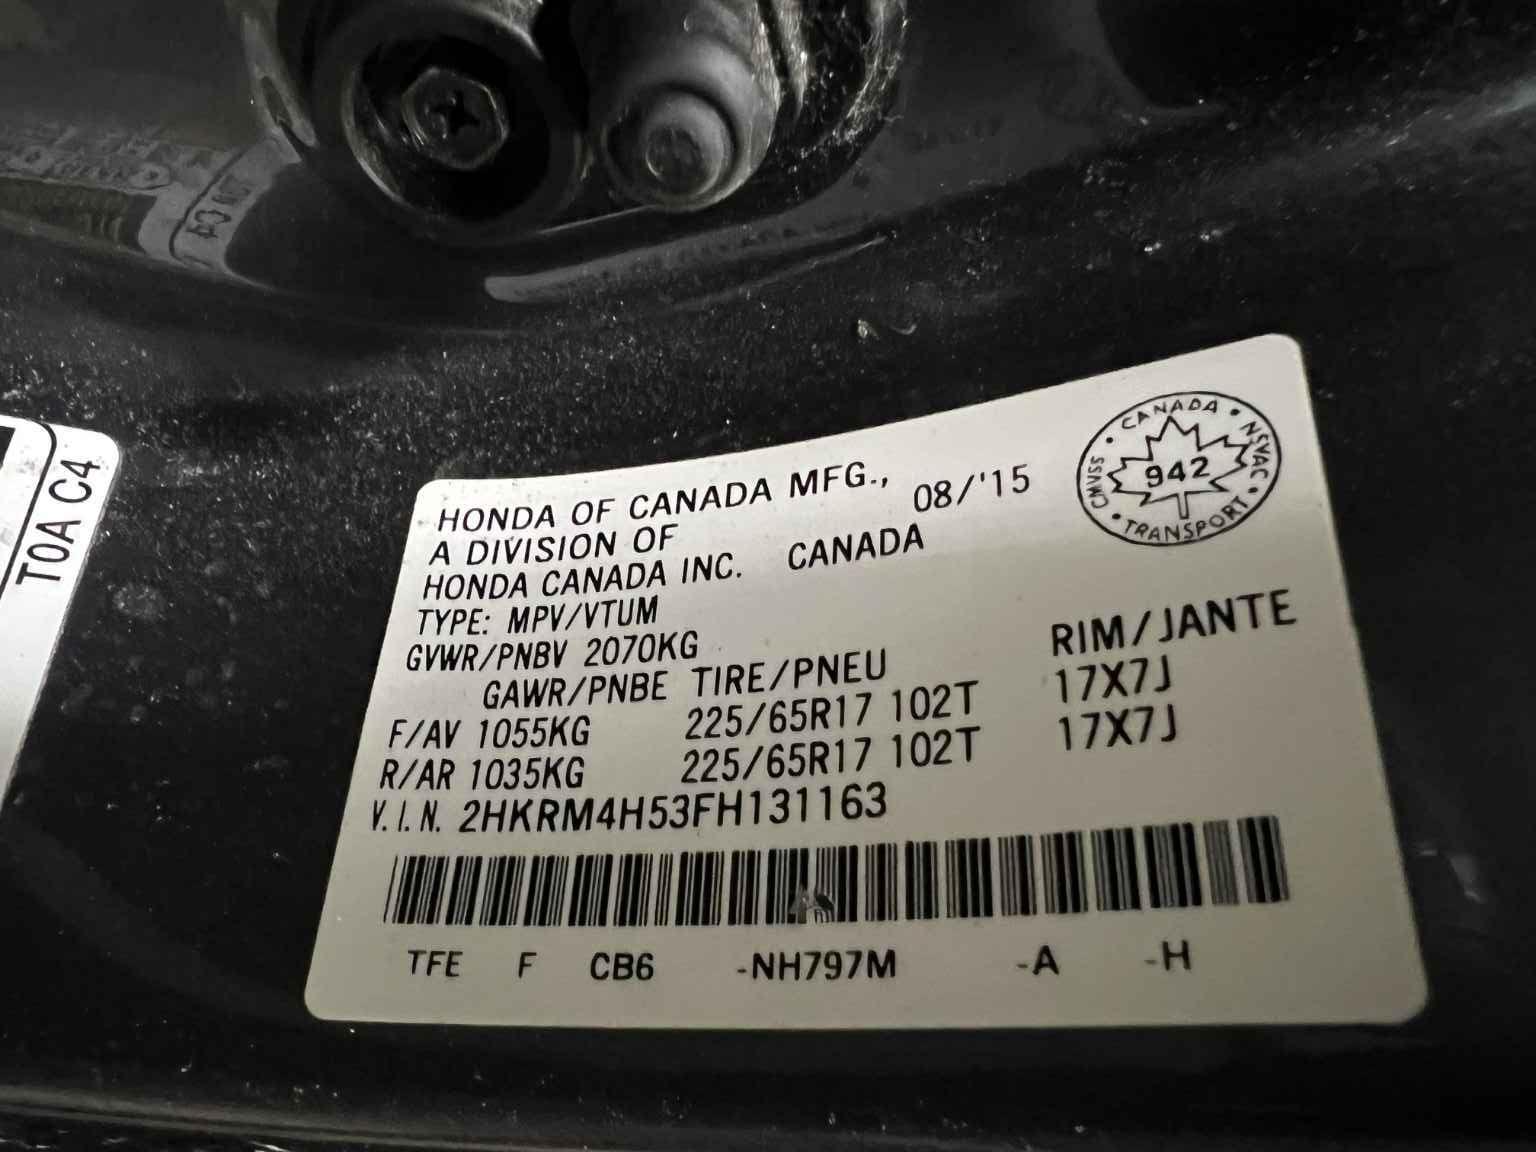 HONDA OF CANADA MFG., 08/'15
A DIVISION OF
HONDA CANADA INC. CANADA
TYPE: MPV/VTUM
GVWR/PNBV 2070KG
GAWR/PNBE TIRE/PNEU RIM/JANTE
F/AV 1055KG 225/65R17 102T 17X7J
R/AR 1035KG 225/65R17 102T 17X7J
V.I.N. 2HKRM4H53FH131163
TFE F CB6 -NH797M -A -H
CANADA
NSVAC
TRANSPORT
CMVSS
942
T0A C4